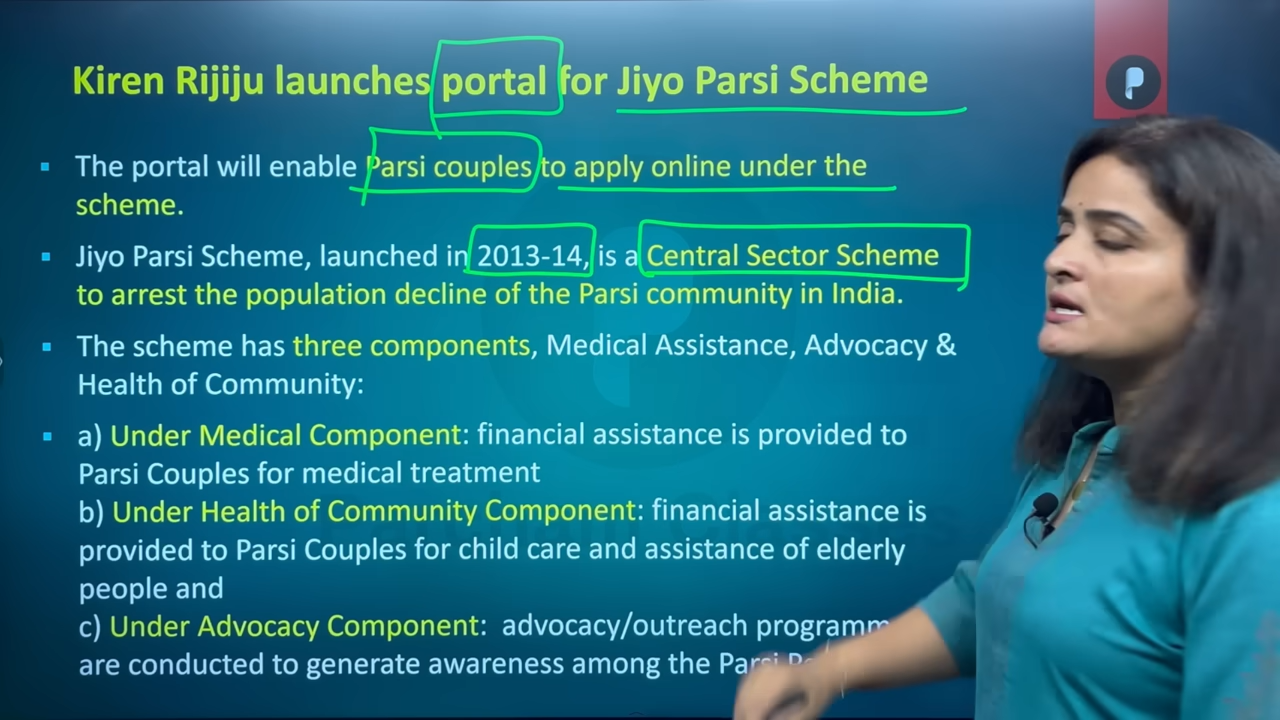 Kiren Rijiju launches portal for Jiyo Parsi Scheme
▪ The portal will enable Parsi couples to apply online under the
scheme.
▪ Jiyo Parsi Scheme, launched in 2013-14, is a Central Sector Scheme
to arrest the population decline of the Parsi community in India.
▪ The scheme has three components, Medical Assistance, Advocacy &
Health of Community:
▪ a) Under Medical Component: financial assistance is provided to
Parsi Couples for medical treatment
b) Under Health of Community Component: financial assistance is
provided to Parsi Couples for child care and assistance of elderly
people and
c) Under Advocacy Component: advocacy/outreach
are conducted to generate awareness among the Parsi